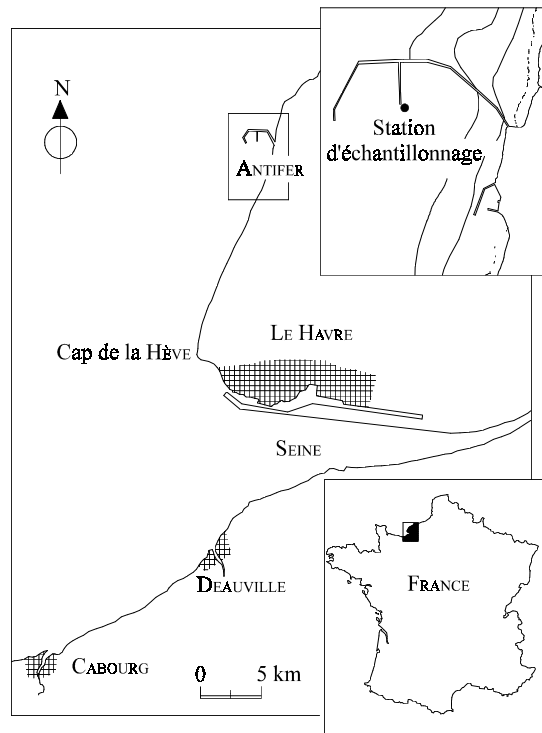 N
Station
d'échantillonnage
ANTIFER
LE HAVRE
Cap de la HÈVE
SEINE
FRANCE
DEAUVILLE
CABOURG
0 5 km